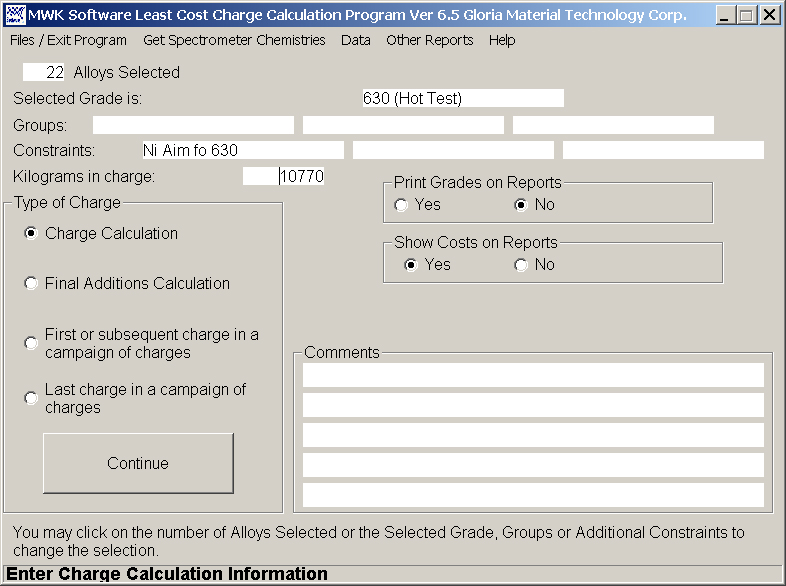 MWK Software Least Cost Charge Calculation Program Ver 6.5 Gloria Material Technology Corp.
Files / Exit Program Get Spectrometer Chemistries Data Other Reports Help
22 Alloys Selected
Selected Grade is: 630 (Hot Test)
Groups:
Constraints: Ni Aim fo 630
Kilograms in charge: 10770
Print Grades on Reports
Yes No
Type of Charge
Charge Calculation
Show Costs on Reports
Yes No
Final Additions Calculation
First or subsequent charge in a
campaign of charges
Last charge in a campaign of
charges
Continue
Comments
You may click on the number of Alloys Selected or the Selected Grade, Groups or Additional Constraints to
change the selection.
Enter Charge Calculation Information